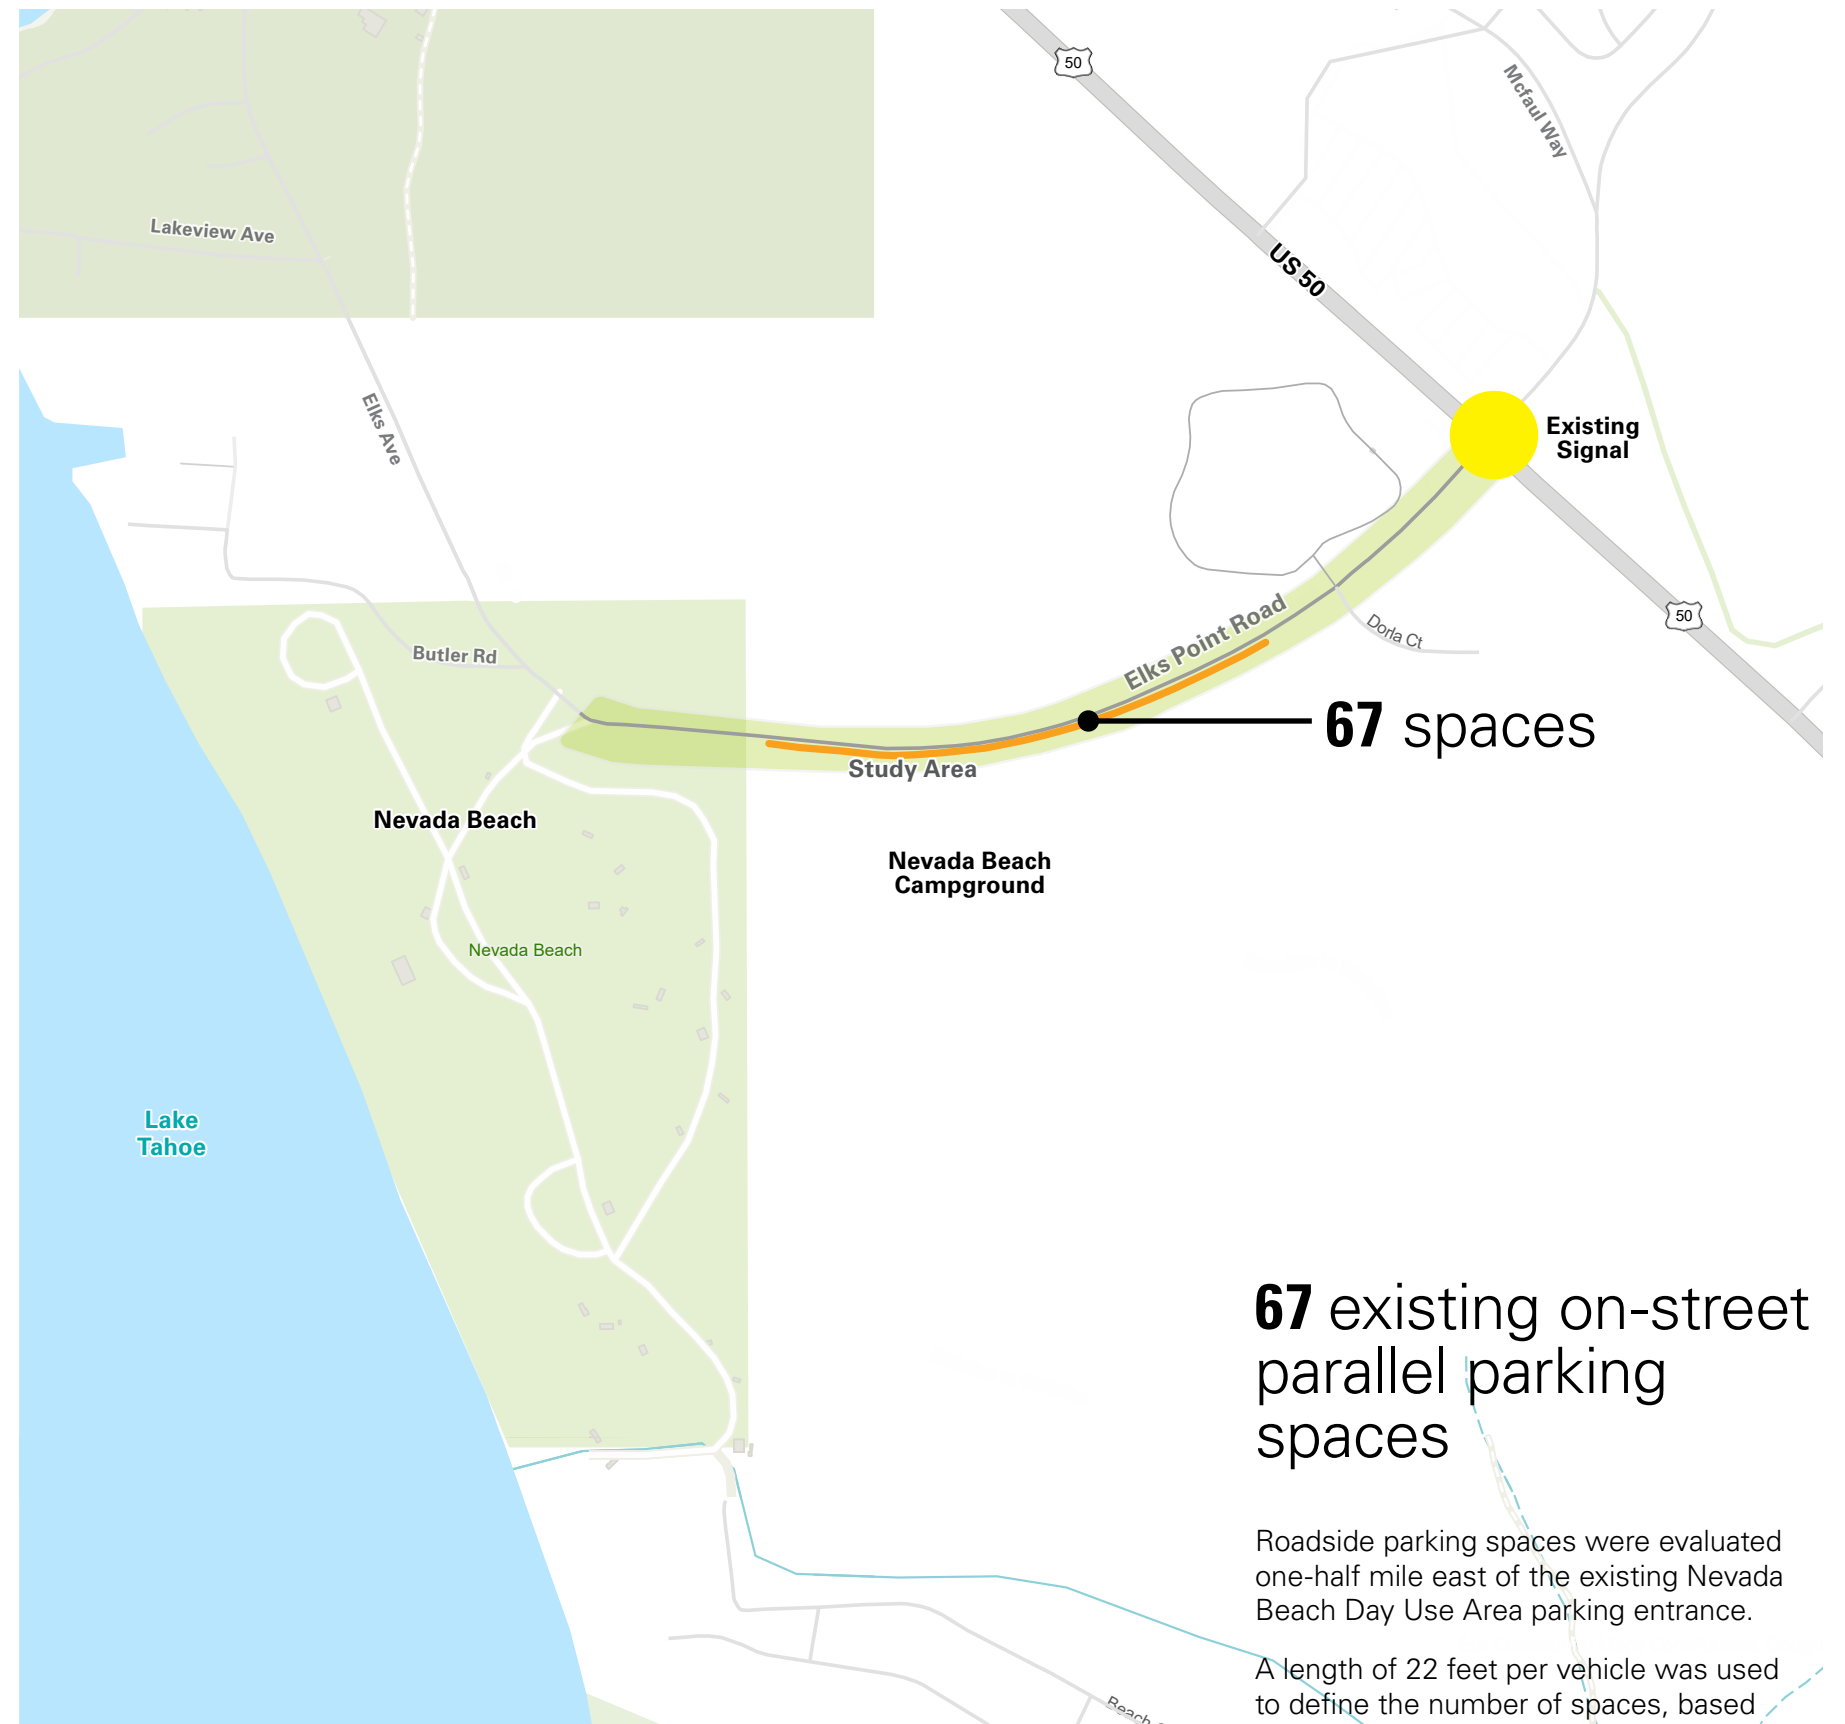 50
Mcfaul Way
Lakeview Ave
US 50
Elks Ave
Existing
Signal
50
Elks Point Road
Dorla Ct
Butler Rd
67 spaces
Study Area
Nevada Beach
Nevada Beach
Campground
Nevada Beach
Lake
Tahoe
67 existing on-street
parallel parking
spaces
Roadside parking spaces were evaluated
one-half mile east of the existing Nevada
Beach Day Use Area parking entrance.
A length of 22 feet per vehicle was used
to define the number of spaces, based
Beach